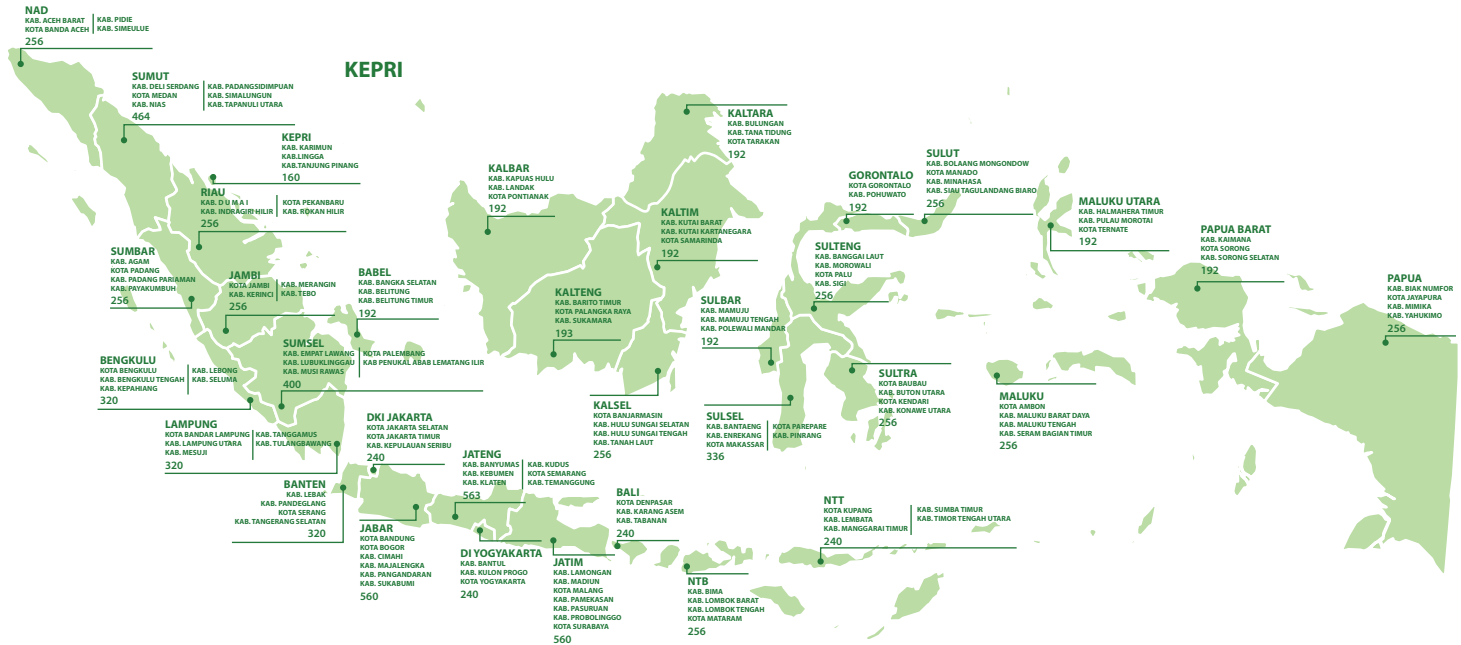 NAD
KAB. ACEH BARAT
KOTA BANDA ACEH
KAB. PIDIE
KAB. SIMEULUE
256
KEPRI
SUMUT
KAB. DELI SERDANG
KOTA MEDAN
KAB. NIAS
KAB. PADANGSIDIMPUAN
KAB. SIMALUNGUN
KAB. TAPANULI UTARA
464
KEPRI
KAB. KARIMUN
KAB.LINGGA
KAB.TANJUNG PINANG
160
RIAU
KAB. D U M A I
KAB. INDRAGIRI HILIR
KOTA PEKANBARU
KAB. ROKAN HILIR
256
SUMBAR
KAB. AGAM
KOTA PADANG
KAB. PADANG PARIAMAN
KAB. PAYAKUMBUH
256
JAMBI
KOTA JAMBI
KAB. KERINCI
KAB. MERANGIN
KAB. TEBO
256
BABEL
KAB. BANGKA SELATAN
KAB. BELITUNG
KAB. BELITUNG TIMUR
192
SUMSEL
KAB. EMPAT LAWANG
KAB. LUBUKLINGGAU
KAB. MUSI RAWAS
KOTA PALEMBANG
KAB PENUKAL ABAB LEMATANG ILIR
400
BENGKULU
KOTA BENGKULU
KAB. BENGKULU TENGAH
KAB. KEPAHIANG
KAB. LEBONG
KAB. SELUMA
320
LAMPUNG
KOTA BANDAR LAMPUNG
KAB. LAMPUNG UTARA
KAB. MESUJI
KAB. TANGGAMUS
KAB. TULANGBAWANG
320
BANTEN
KAB. LEBAK
KAB. PANDEGLANG
KOTA SERANG
KAB. TANGERANG SELATAN
320
DKI JAKARTA
KOTA JAKARTA SELATAN
KOTA JAKARTA TIMUR
KAB. KEPULAUAN SERIBU
240
JABAR
KOTA BANDUNG
KOTA BOGOR
KAB. CIMAHI
KAB. MAJALENGKA
KAB. PANGANDARAN
KAB. SUKABUMI
560
JATENG
KAB. BANYUMAS
KAB. KEBUMEN
KAB. KLATEN
KAB. KUDUS
KOTA SEMARANG
KAB. TEMANGGUNG
563
DI YOGYAKARTA
KAB. BANTUL
KAB. KULON PROGO
KOTA YOGYAKARTA
240
JATIM
KAB. LAMONGAN
KAB. MADIUN
KOTA MALANG
KAB. PAMEKASAN
KAB. PASURUAN
KAB. PROBOLINGGO
KOTA SURABAYA
560
BALI
KOTA DENPASAR
KAB. KARANG ASEM
KAB. TABANAN
240
NTB
KAB. BIMA
KAB. LOMBOK BARAT
KAB. LOMBOK TENGAH
KOTA MATARAM
256
NTT
KOTA KUPANG
KAB. LEMBATA
KAB. MANGGARAI TIMUR
KAB. SUMBA TIMUR
KAB. TIMOR TENGAH UTARA
240
KALBAR
KAB. KAPUAS HULU
KAB. LANDAK
KOTA PONTIANAK
192
KALTARA
KAB. BULUNGAN
KAB. TANA TIDUNG
KOTA TARAKAN
192
KALTIM
KAB. KUTAI BARAT
KAB. KUTAI KARTANEGARA
KOTA SAMARINDA
192
KALTENG
KAB. BARITO TIMUR
KOTA PALANGKA RAYA
KAB. SUKAMARA
193
KALSEL
KOTA BANJARMASIN
KAB. HULU SUNGAI SELATAN
KAB. HULU SUNGAI TENGAH
KAB. TANAH LAUT
256
SULBAR
KAB. MAMUJU
KAB. MAMUJU TENGAH
KAB. POLEWALI MANDAR
192
SULSEL
KAB. BANTAENG
KAB. ENREKANG
KOTA MAKASSAR
KOTA PAREPARE
KAB. PINRANG
336
GORONTALO
KOTA GORONTALO
KAB. POHUWATO
192
SULUT
KAB. BOLAANG MONGONDOW
KOTA MANADO
KAB. MINAHASA
KAB. SIAU TAGULANDANG BIARO
256
SULTENG
KAB. BANGGAI LAUT
KAB. MOROWALI
KOTA PALU
KAB. SIGI
256
SULTRA
KOTA BAUBAU
KAB. BUTON UTARA
KOTA KENDARI
KAB. KONAWE UTARA
256
MALUKU UTARA
KAB. HALMAHERA TIMUR
KAB. PULAU MOROTAI
KOTA TERNATE
192
MALUKU
KOTA AMBON
KAB. MALUKU BARAT DAYA
KAB. MALUKU TENGAH
KAB. SERAM BAGIAN TIMUR
256
PAPUA BARAT
KAB. KAIMANA
KOTA SORONG
KAB. SORONG SELATAN
192
PAPUA
KAB. BIAK NUMFOR
KOTA JAYAPURA
KAB. MIMIKA
KAB. YAHUKIMO
256